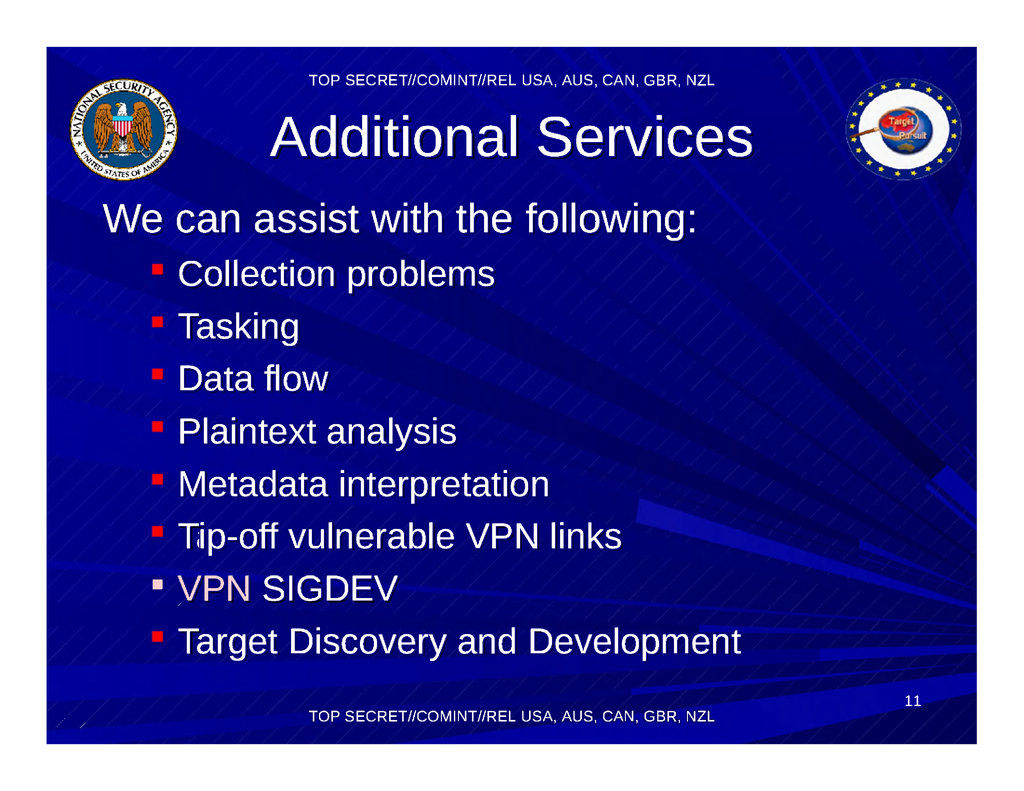 TOP SECRET//COMINT//REL USA, AUS, CAN, GBR, NZL
NATIONAL SECURITY AGENCY
UNITED STATES OF AMERICA
Target
Pursuit
Additional Services
We can assist with the following:
Collection problems
Tasking
Data flow
Plaintext analysis
Metadata interpretation
Tip-off vulnerable VPN links
VPN SIGDEV
Target Discovery and Development
11
TOP SECRET//COMINT//REL USA, AUS, CAN, GBR, NZL